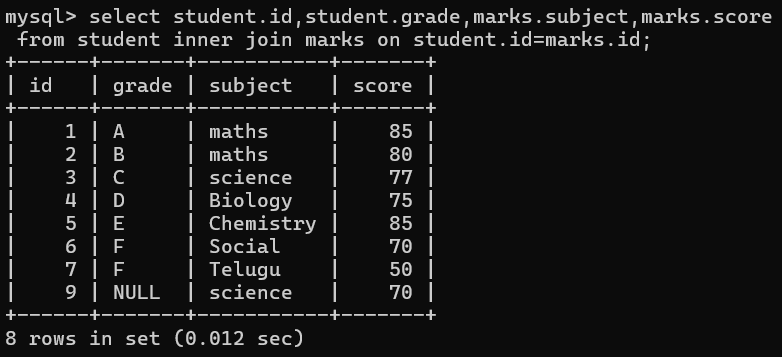 mysql> select student.id,student.grade,marks.subject,marks.score
 from student inner join marks on student.id=marks.id;
+------+-------+-----------+-------+
| id   | grade | subject   | score |
+------+-------+-----------+-------+
|    1 | A     | maths     |    85 |
|    2 | B     | maths     |    80 |
|    3 | C     | science   |    77 |
|    4 | D     | Biology   |    75 |
|    5 | E     | Chemistry |    85 |
|    6 | F     | Social    |    70 |
|    7 | F     | Telugu    |    50 |
|    9 | NULL  | science   |    70 |
+------+-------+-----------+-------+
8 rows in set (0.012 sec)